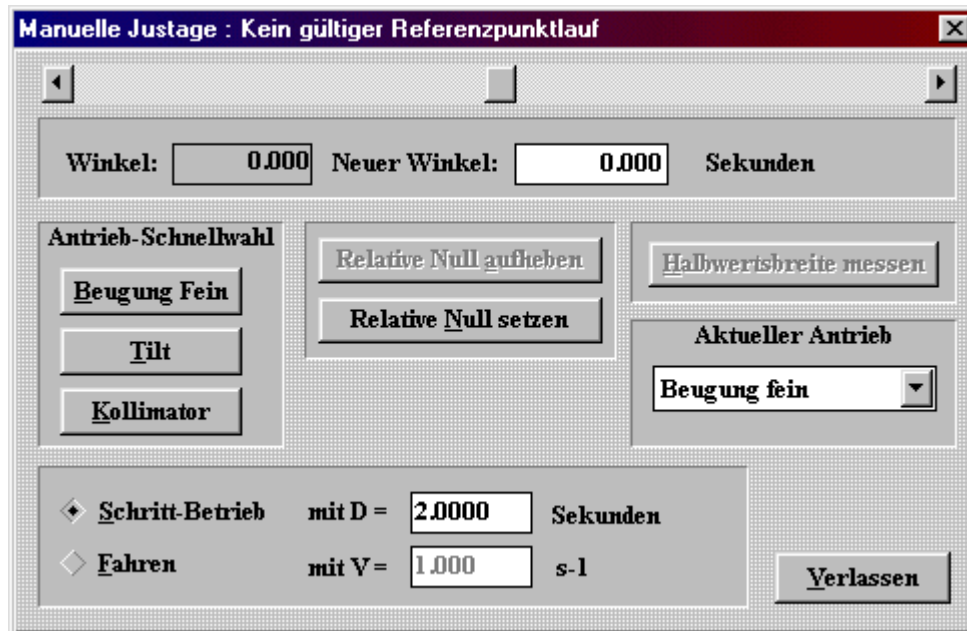 Manuelle Justage : Kein gültiger Referenzpunktlauf
Winkel: 0.000 Neuer Winkel: 0.000 Sekunden
Antrieb-Schnellwahl
Beugung Fein
Tilt
Kollimator
Relative Null aufheben
Relative Null setzen
Halbwertsbreite messen
Aktueller Antrieb
Beugung fein
Schritt-Betrieb mit D = 2.0000 Sekunden
Fahren mit V = 1.000 s-1
Verlassen